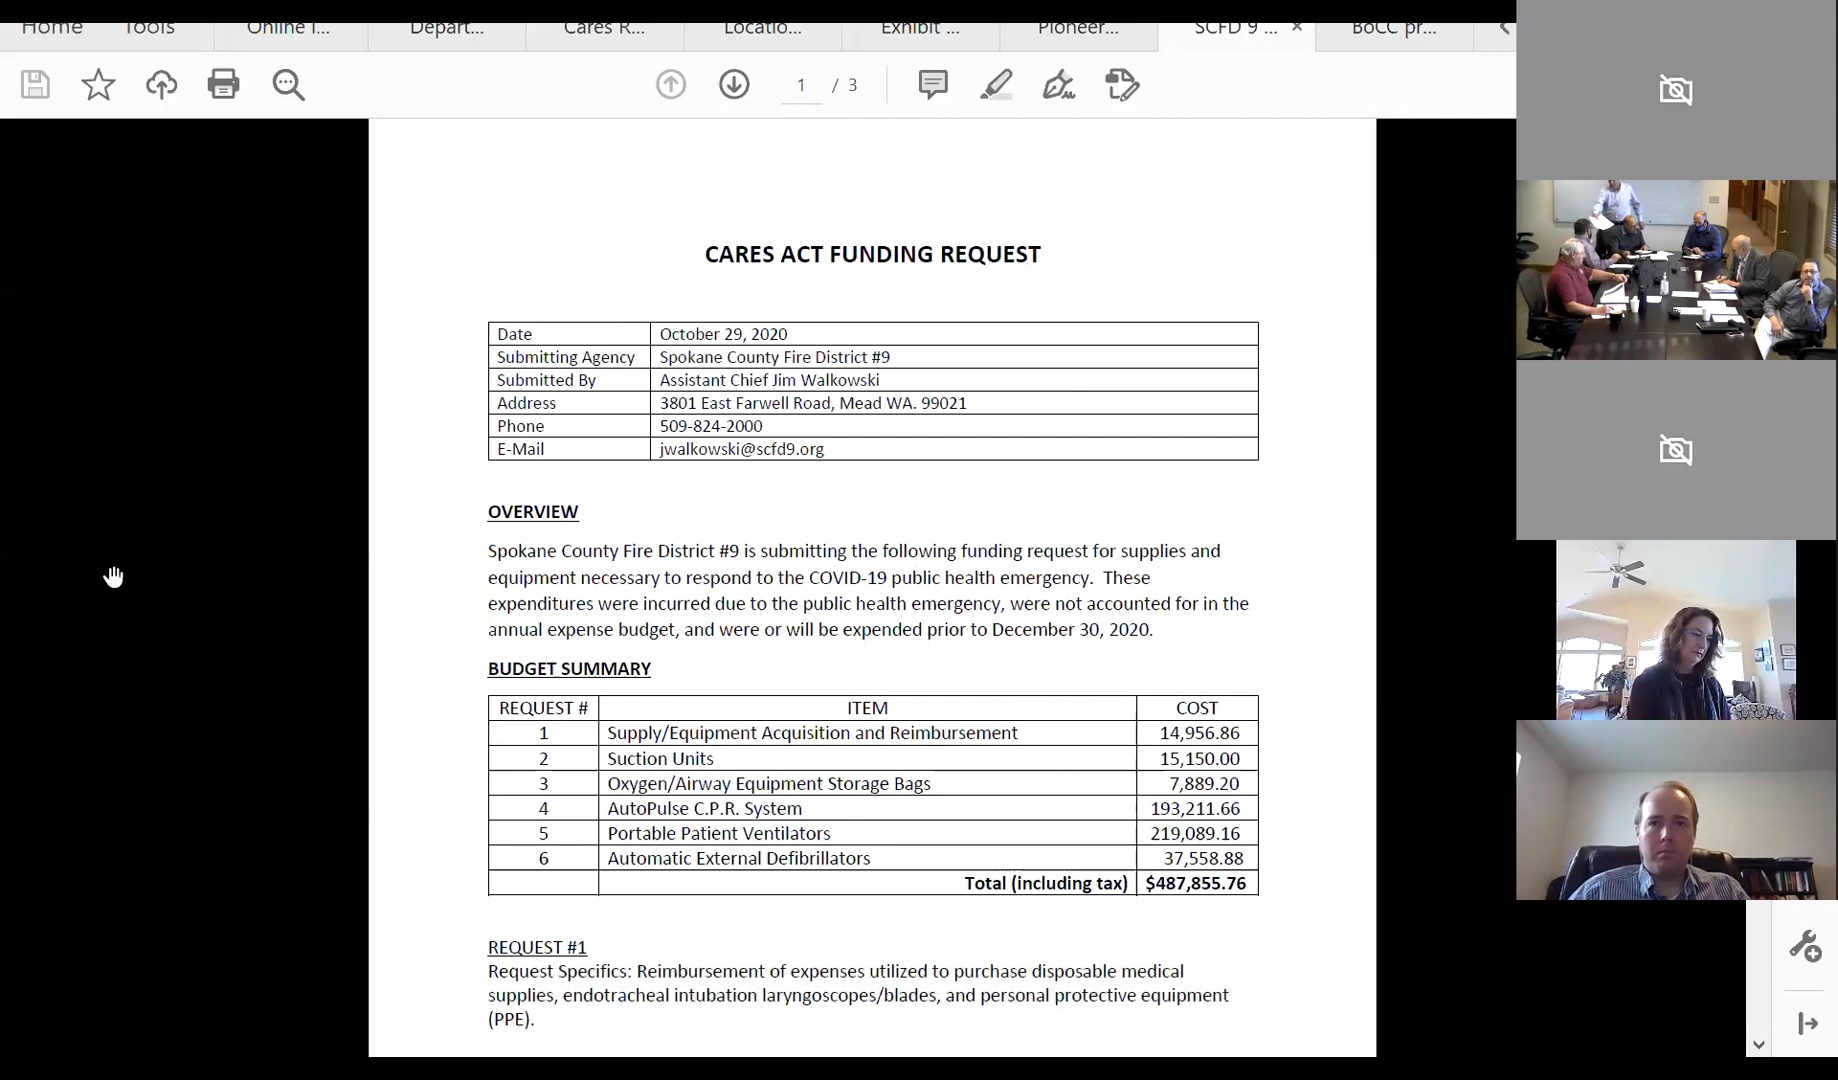 Home Tools Online I... Depart... Cares R... Locatio... Exhibit ... Pioneer... SCFD 9 ... × BoCC pr...
1 / 3
CARES ACT FUNDING REQUEST
Date October 29, 2020
Submitting Agency Spokane County Fire District #9
Submitted By Assistant Chief Jim Walkowski
Address 3801 East Farwell Road, Mead WA. 99021
Phone 509-824-2000
E-Mail jwalkowski@scfd9.org
OVERVIEW
Spokane County Fire District #9 is submitting the following funding request for supplies and
equipment necessary to respond to the COVID-19 public health emergency. These
expenditures were incurred due to the public health emergency, were not accounted for in the
annual expense budget, and were or will be expended prior to December 30, 2020.
BUDGET SUMMARY
REQUEST # ITEM COST
1 Supply/Equipment Acquisition and Reimbursement 14,956.86
2 Suction Units 15,150.00
3 Oxygen/Airway Equipment Storage Bags 7,889.20
4 AutoPulse C.P.R. System 193,211.66
5 Portable Patient Ventilators 219,089.16
6 Automatic External Defibrillators 37,558.88
Total (including tax) $487,855.76
REQUEST #1
Request Specifics: Reimbursement of expenses utilized to purchase disposable medical
supplies, endotracheal intubation laryngoscopes/blades, and personal protective equipment
(PPE).